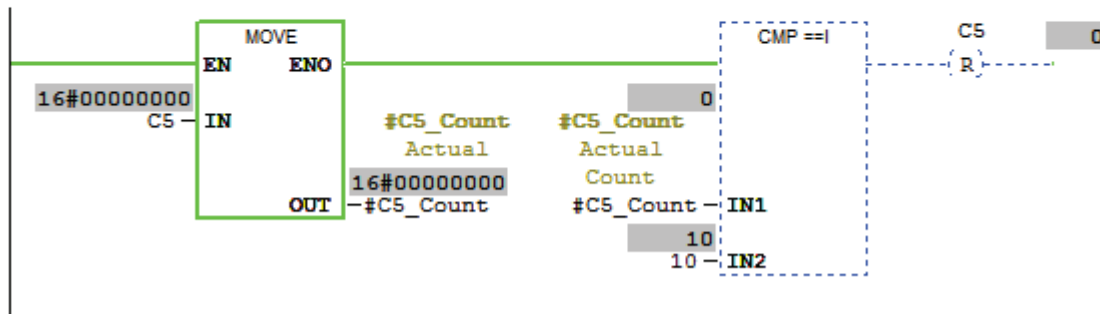 MOVE
EN ENO
16#00000000
C5
IN
#C5_Count
Actual
16#00000000
OUT
#C5_Count
CMP ==I
0
#C5_Count
Actual
Count
#C5_Count
IN1
10
10
IN2
C5
R
0